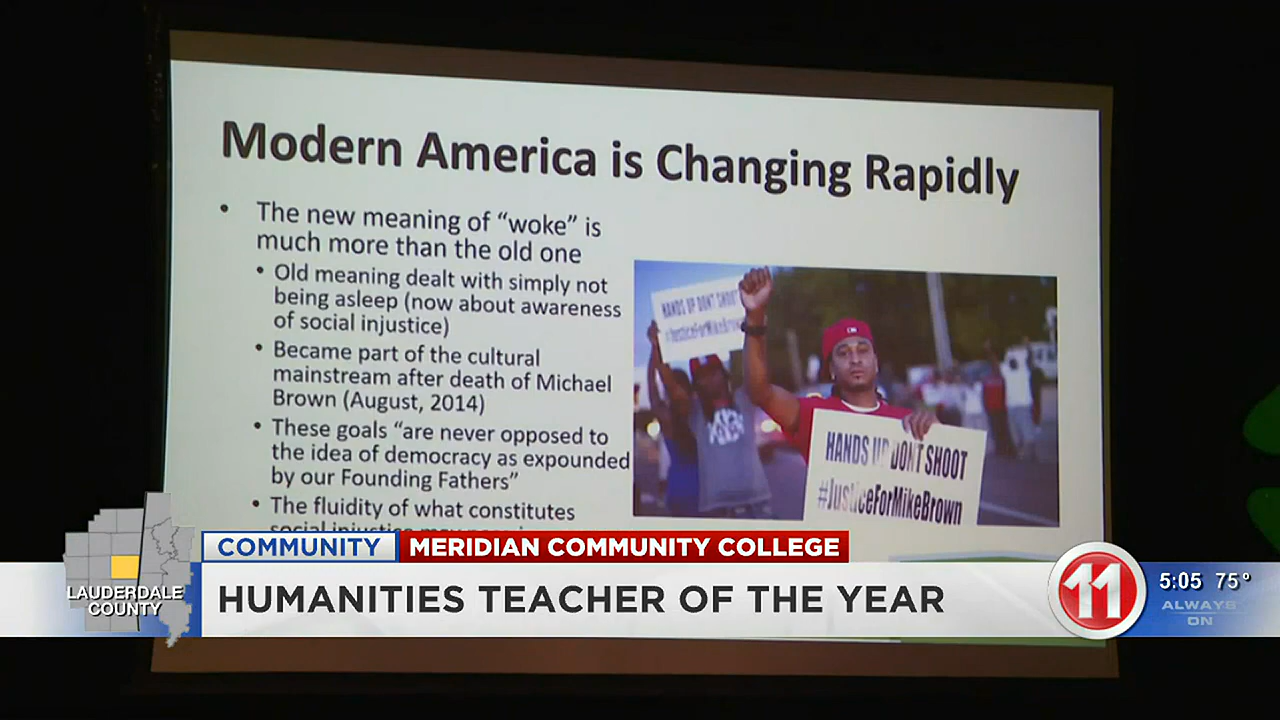 Modern America is Changing Rapidly
• The new meaning of “woke” is
much more than the old one
• Old meaning dealt with simply not
being asleep (now about awareness
of social injustice)
• Became part of the cultural
mainstream after death of Michael
Brown (August, 2014)
• These goals “are never opposed to
the idea of democracy as expounded
by our Founding Fathers”
• The fluidity of what constitutes
social injustice may
HANDS UP DONT SHOOT
#JusticeForMikeBrown
HANDS UP DONT SHOOT
#JusticeForMikeBrown
COMMUNITY
MERIDIAN COMMUNITY COLLEGE
LAUDERDALE
COUNTY
HUMANITIES TEACHER OF THE YEAR
11
5:05 75°
ALWAYS
ON